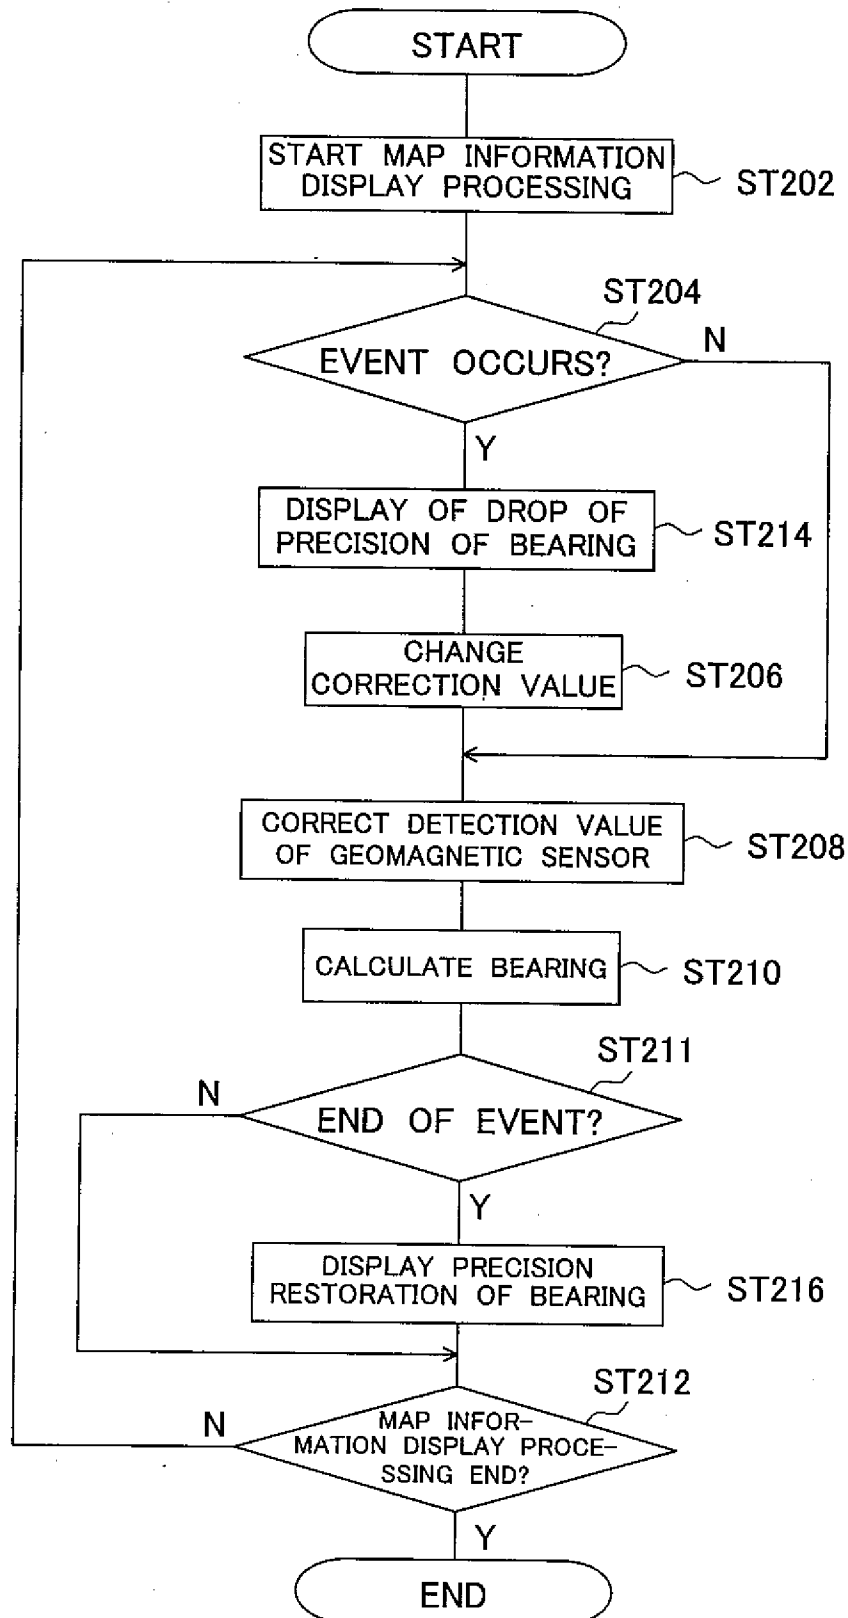 START
START MAP INFORMATION
DISPLAY PROCESSING
ST202
ST204
EVENT OCCURS?
N
Y
DISPLAY OF DROP OF
PRECISION OF BEARING
ST214
CHANGE
CORRECTION VALUE
ST206
CORRECT DETECTION VALUE
OF GEOMAGNETIC SENSOR
ST208
CALCULATE BEARING
ST210
ST211
N
END OF EVENT?
Y
DISPLAY PRECISION
RESTORATION OF BEARING
ST216
ST212
N
MAP INFOR-
MATION DISPLAY PROCE-
SSING END?
Y
END